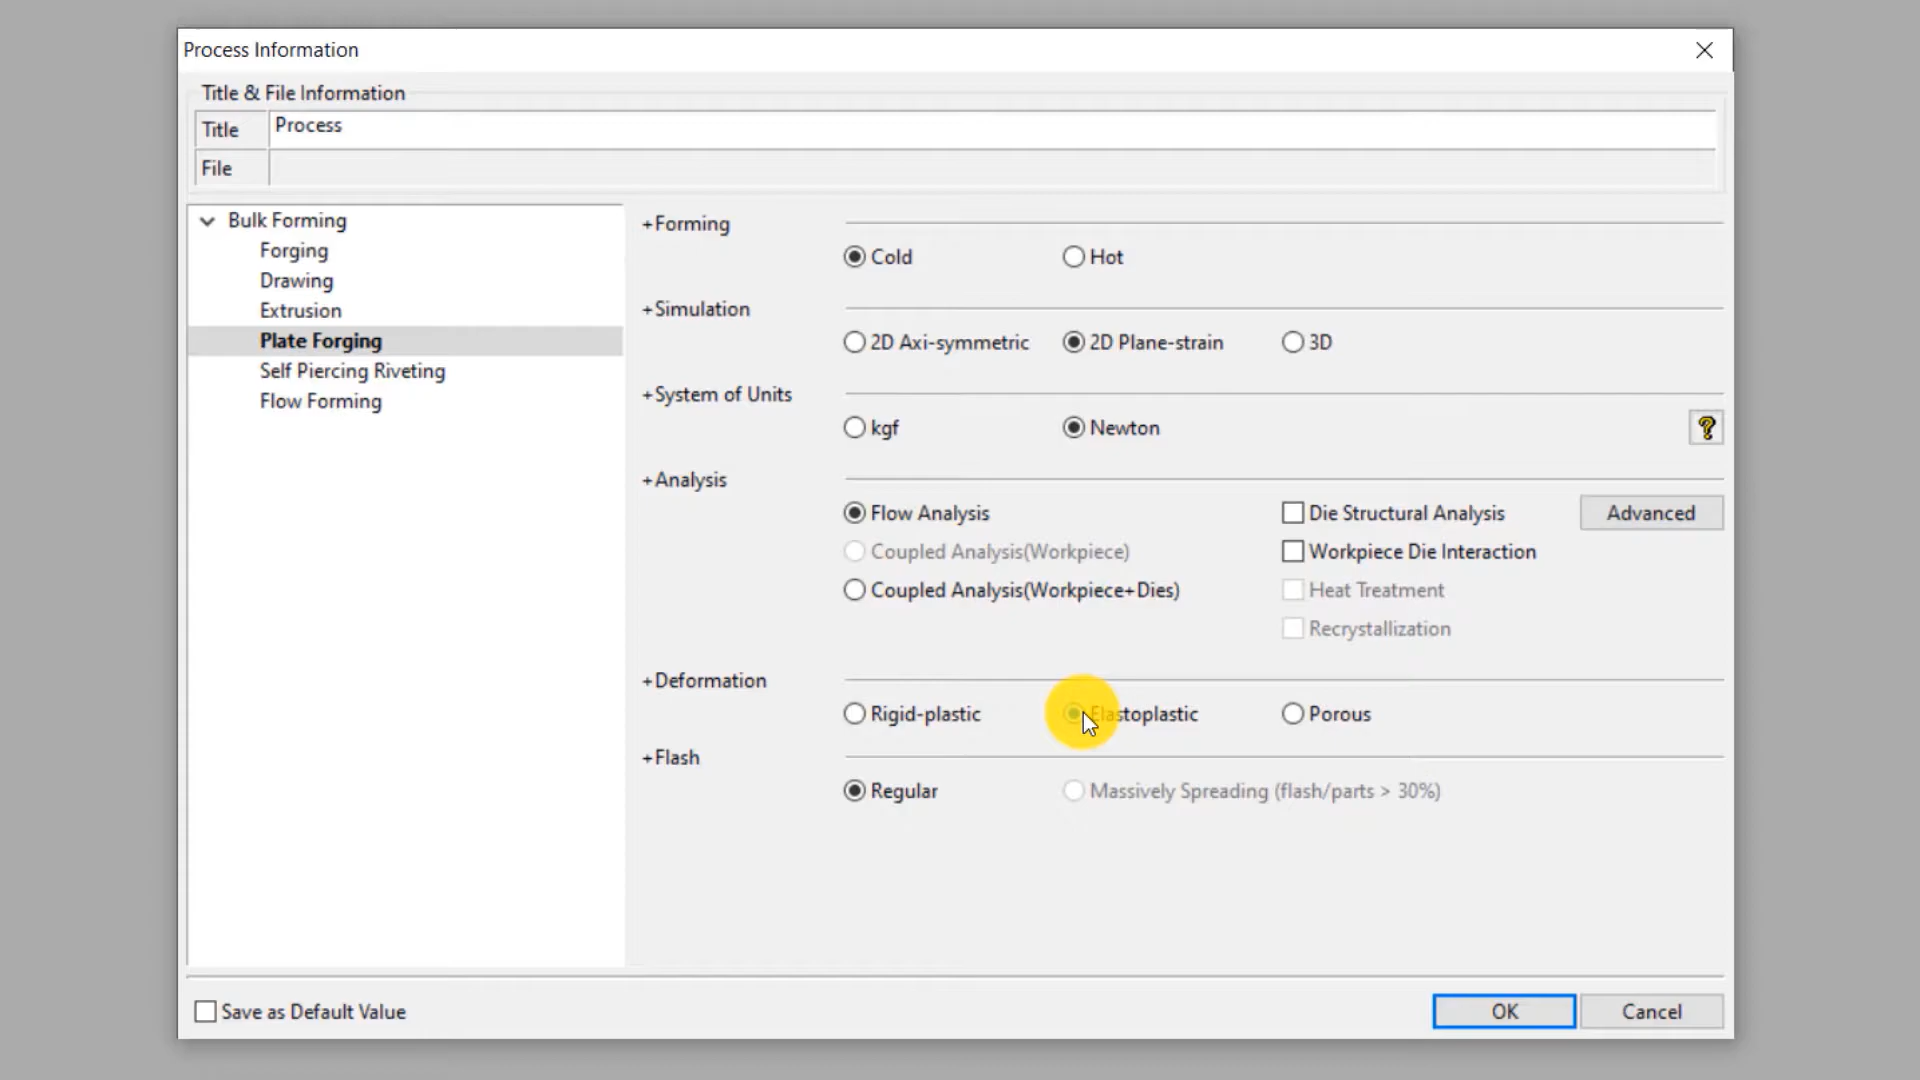 Process Information
Title & File Information
Title Process
File
Bulk Forming
Forging
Drawing
Extrusion
Plate Forging
Self Piercing Riveting
Flow Forming
+Forming
Cold Hot
+Simulation
2D Axi-symmetric 2D Plane-strain 3D
+System of Units
kgf Newton ?
+Analysis
Flow Analysis Die Structural Analysis Advanced
Coupled Analysis(Workpiece) Workpiece Die Interaction
Coupled Analysis(Workpiece+Dies) Heat Treatment
Recrystallization
+Deformation
Rigid-plastic Elastoplastic Porous
+Flash
Regular Massively Spreading (flash/parts > 30%)
Save as Default Value OK Cancel